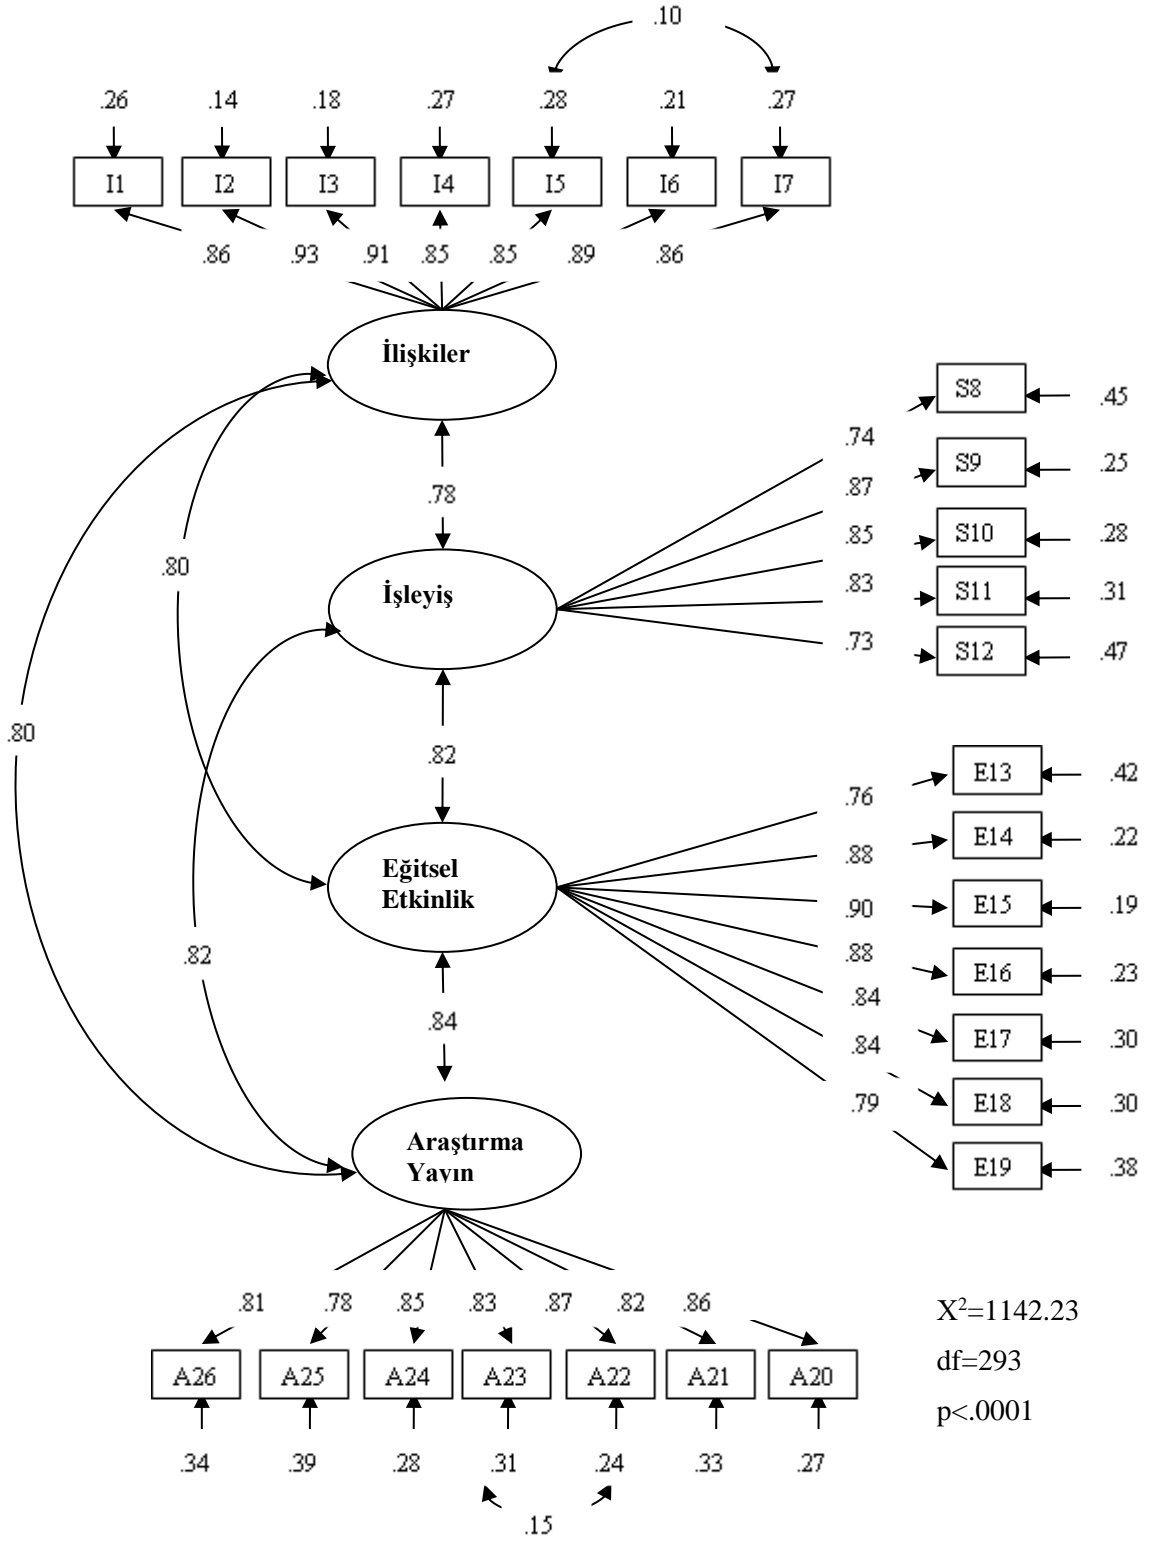 .10
.26 .14 .18 .27 .28 .21 .27
I1 I2 I3 I4 I5 I6 I7
.86 .93 .91 .85 .85 .89 .86
İlişkiler
S8 .45
.74
S9 .25
.87
.78
S10 .28
.85
.80
.83
İşleyiş
S11 .31
.73
S12 .47
.80
.82
E13 .42
.76
E14 .22
.88
Eğitsel
Etkinlik
E15 .19
.90
.88
.82
E16 .23
.84
.84
E17 .30
.84
.79
E18 .30
Araştırma
Yayın
E19 .38
.81 .78 .85 .83 .87 .82 .86
X²=1142.23
df=293
A26 A25 A24 A23 A22 A21 A20
p<.0001
.34 .39 .28 .31 .24 .33 .27
.15